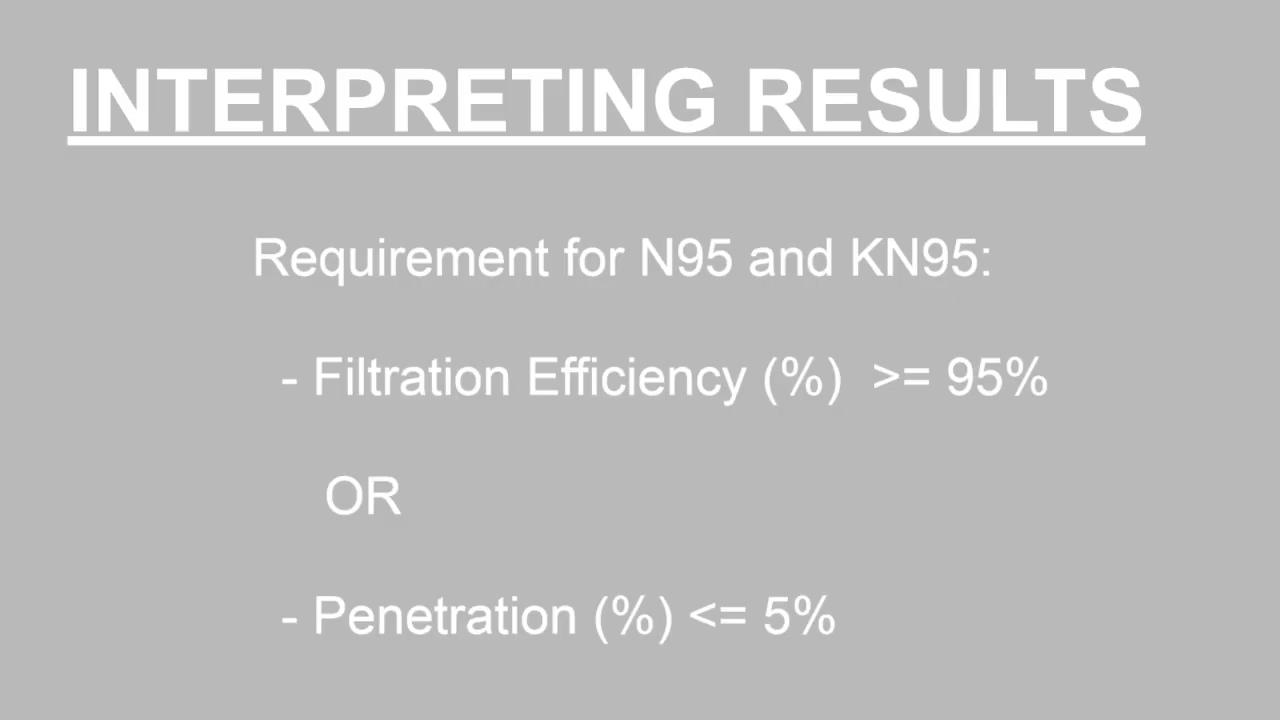 INTERPRETING RESULTS
Requirement for N95 and KN95:
- Filtration Efficiency (%)  >= 95%
OR
- Penetration (%) <= 5%